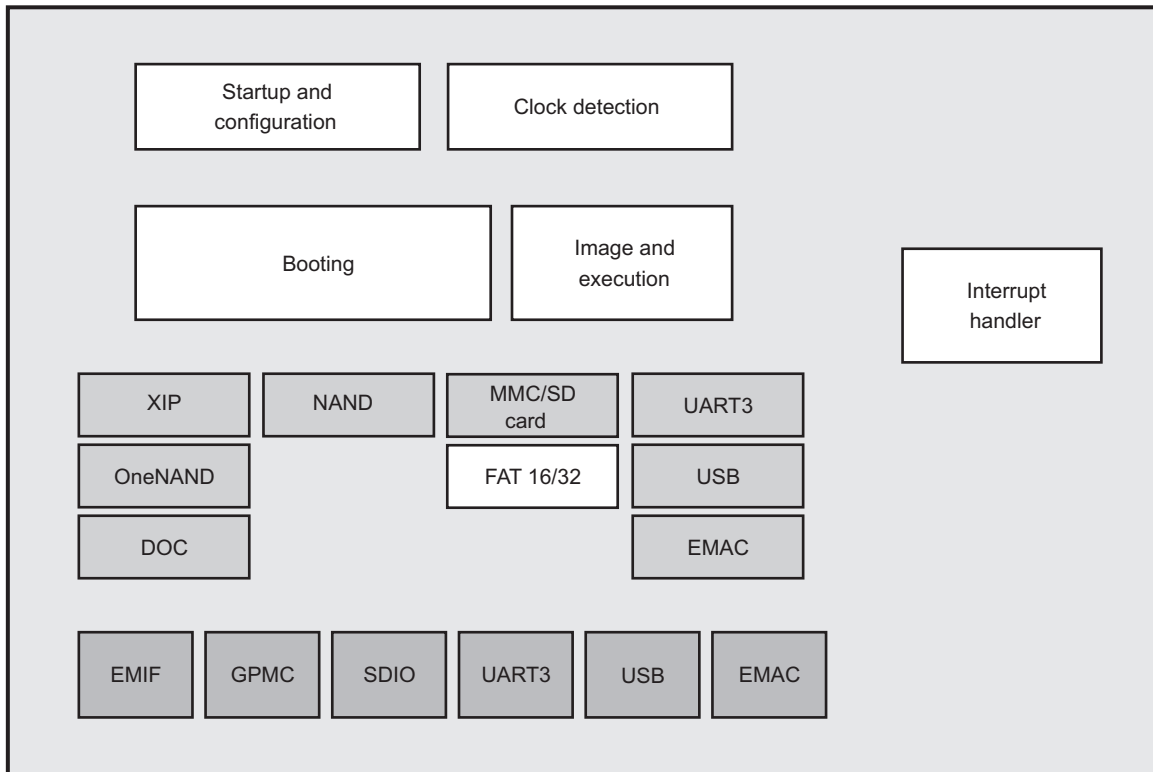 Startup and
configuration
Clock detection
Booting
Image and
execution
Interrupt
handler
XIP
NAND
MMC/SD
card
UART3
OneNAND
FAT 16/32
USB
DOC
EMAC
EMIF
GPMC
SDIO
UART3
USB
EMAC